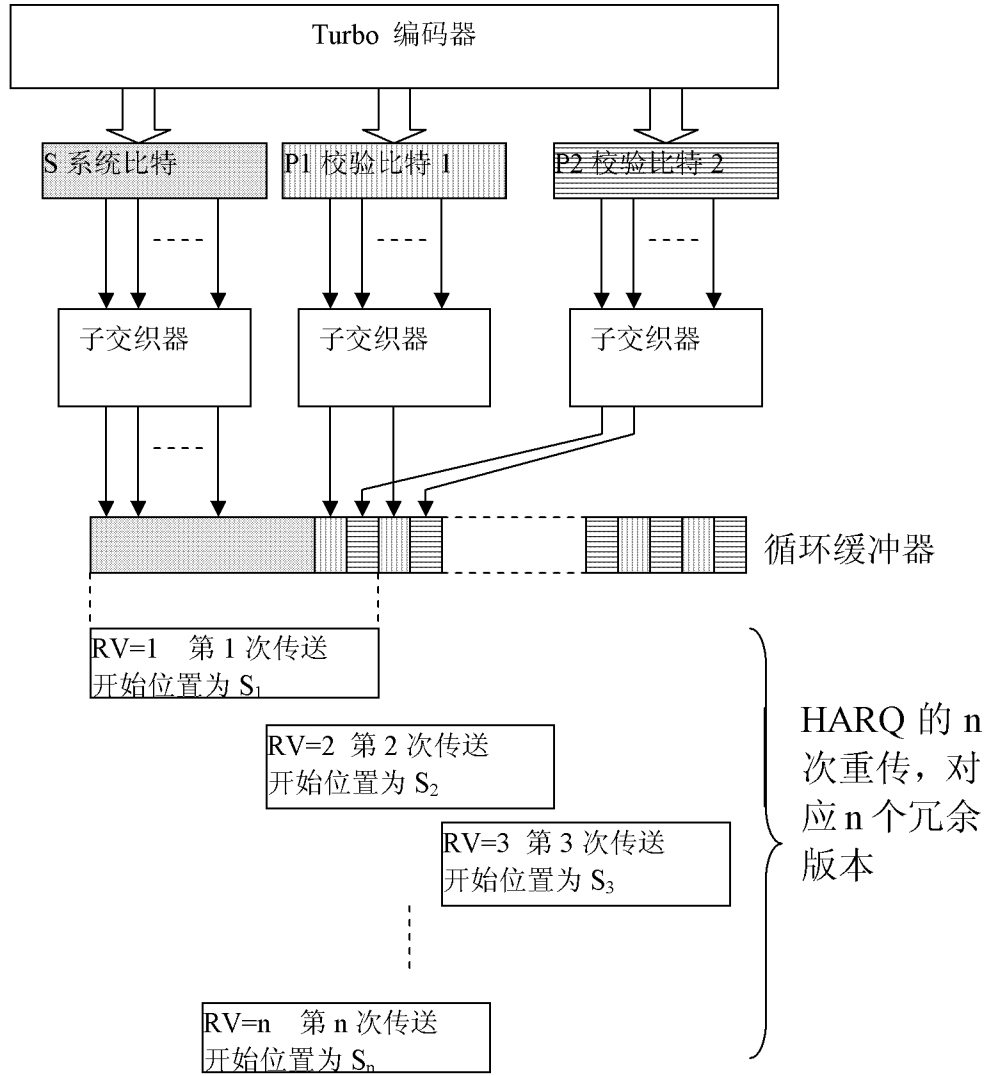 Turbo 编码器
S 系统比特
P1 校验比特 1
P2 校验比特 2
子交织器
子交织器
子交织器
循环缓冲器
RV=1 第 1 次传送
开始位置为 S₁
RV=2 第 2 次传送
开始位置为 S₂
RV=3 第 3 次传送
开始位置为 S₃
RV=n 第 n 次传送
开始位置为 Sₙ
HARQ 的 n
次重传，对
应 n 个冗余
版本